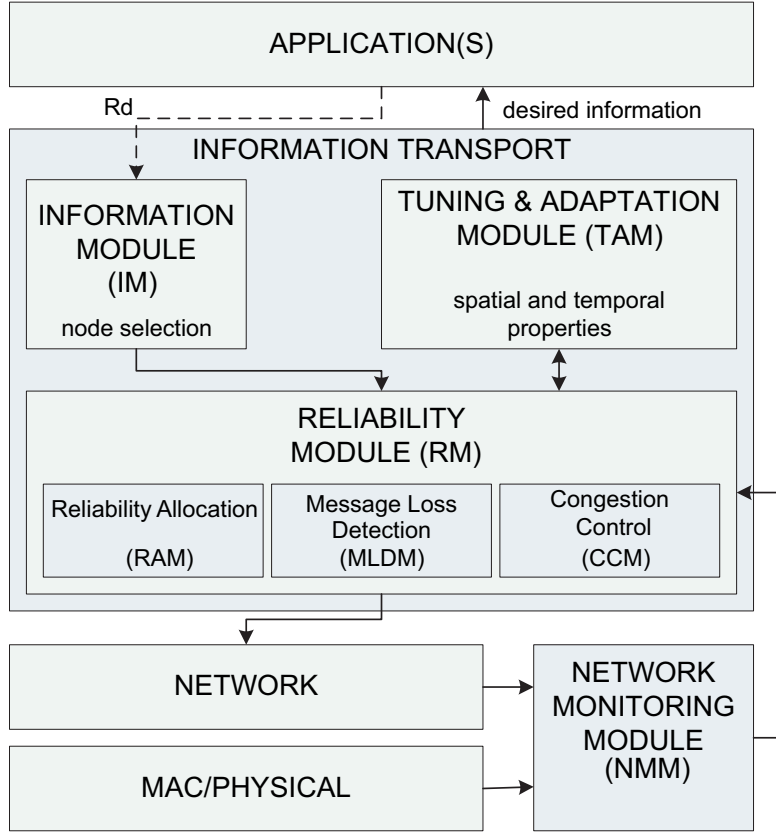 APPLICATION(S)
Rd
desired information
INFORMATION TRANSPORT
INFORMATION
MODULE
(IM)
node selection
TUNING & ADAPTATION
MODULE (TAM)
spatial and temporal
properties
RELIABILITY
MODULE (RM)
Reliability Allocation
(RAM)
Message Loss
Detection
(MLDM)
Congestion
Control
(CCM)
NETWORK
MAC/PHYSICAL
NETWORK
MONITORING
MODULE
(NMM)